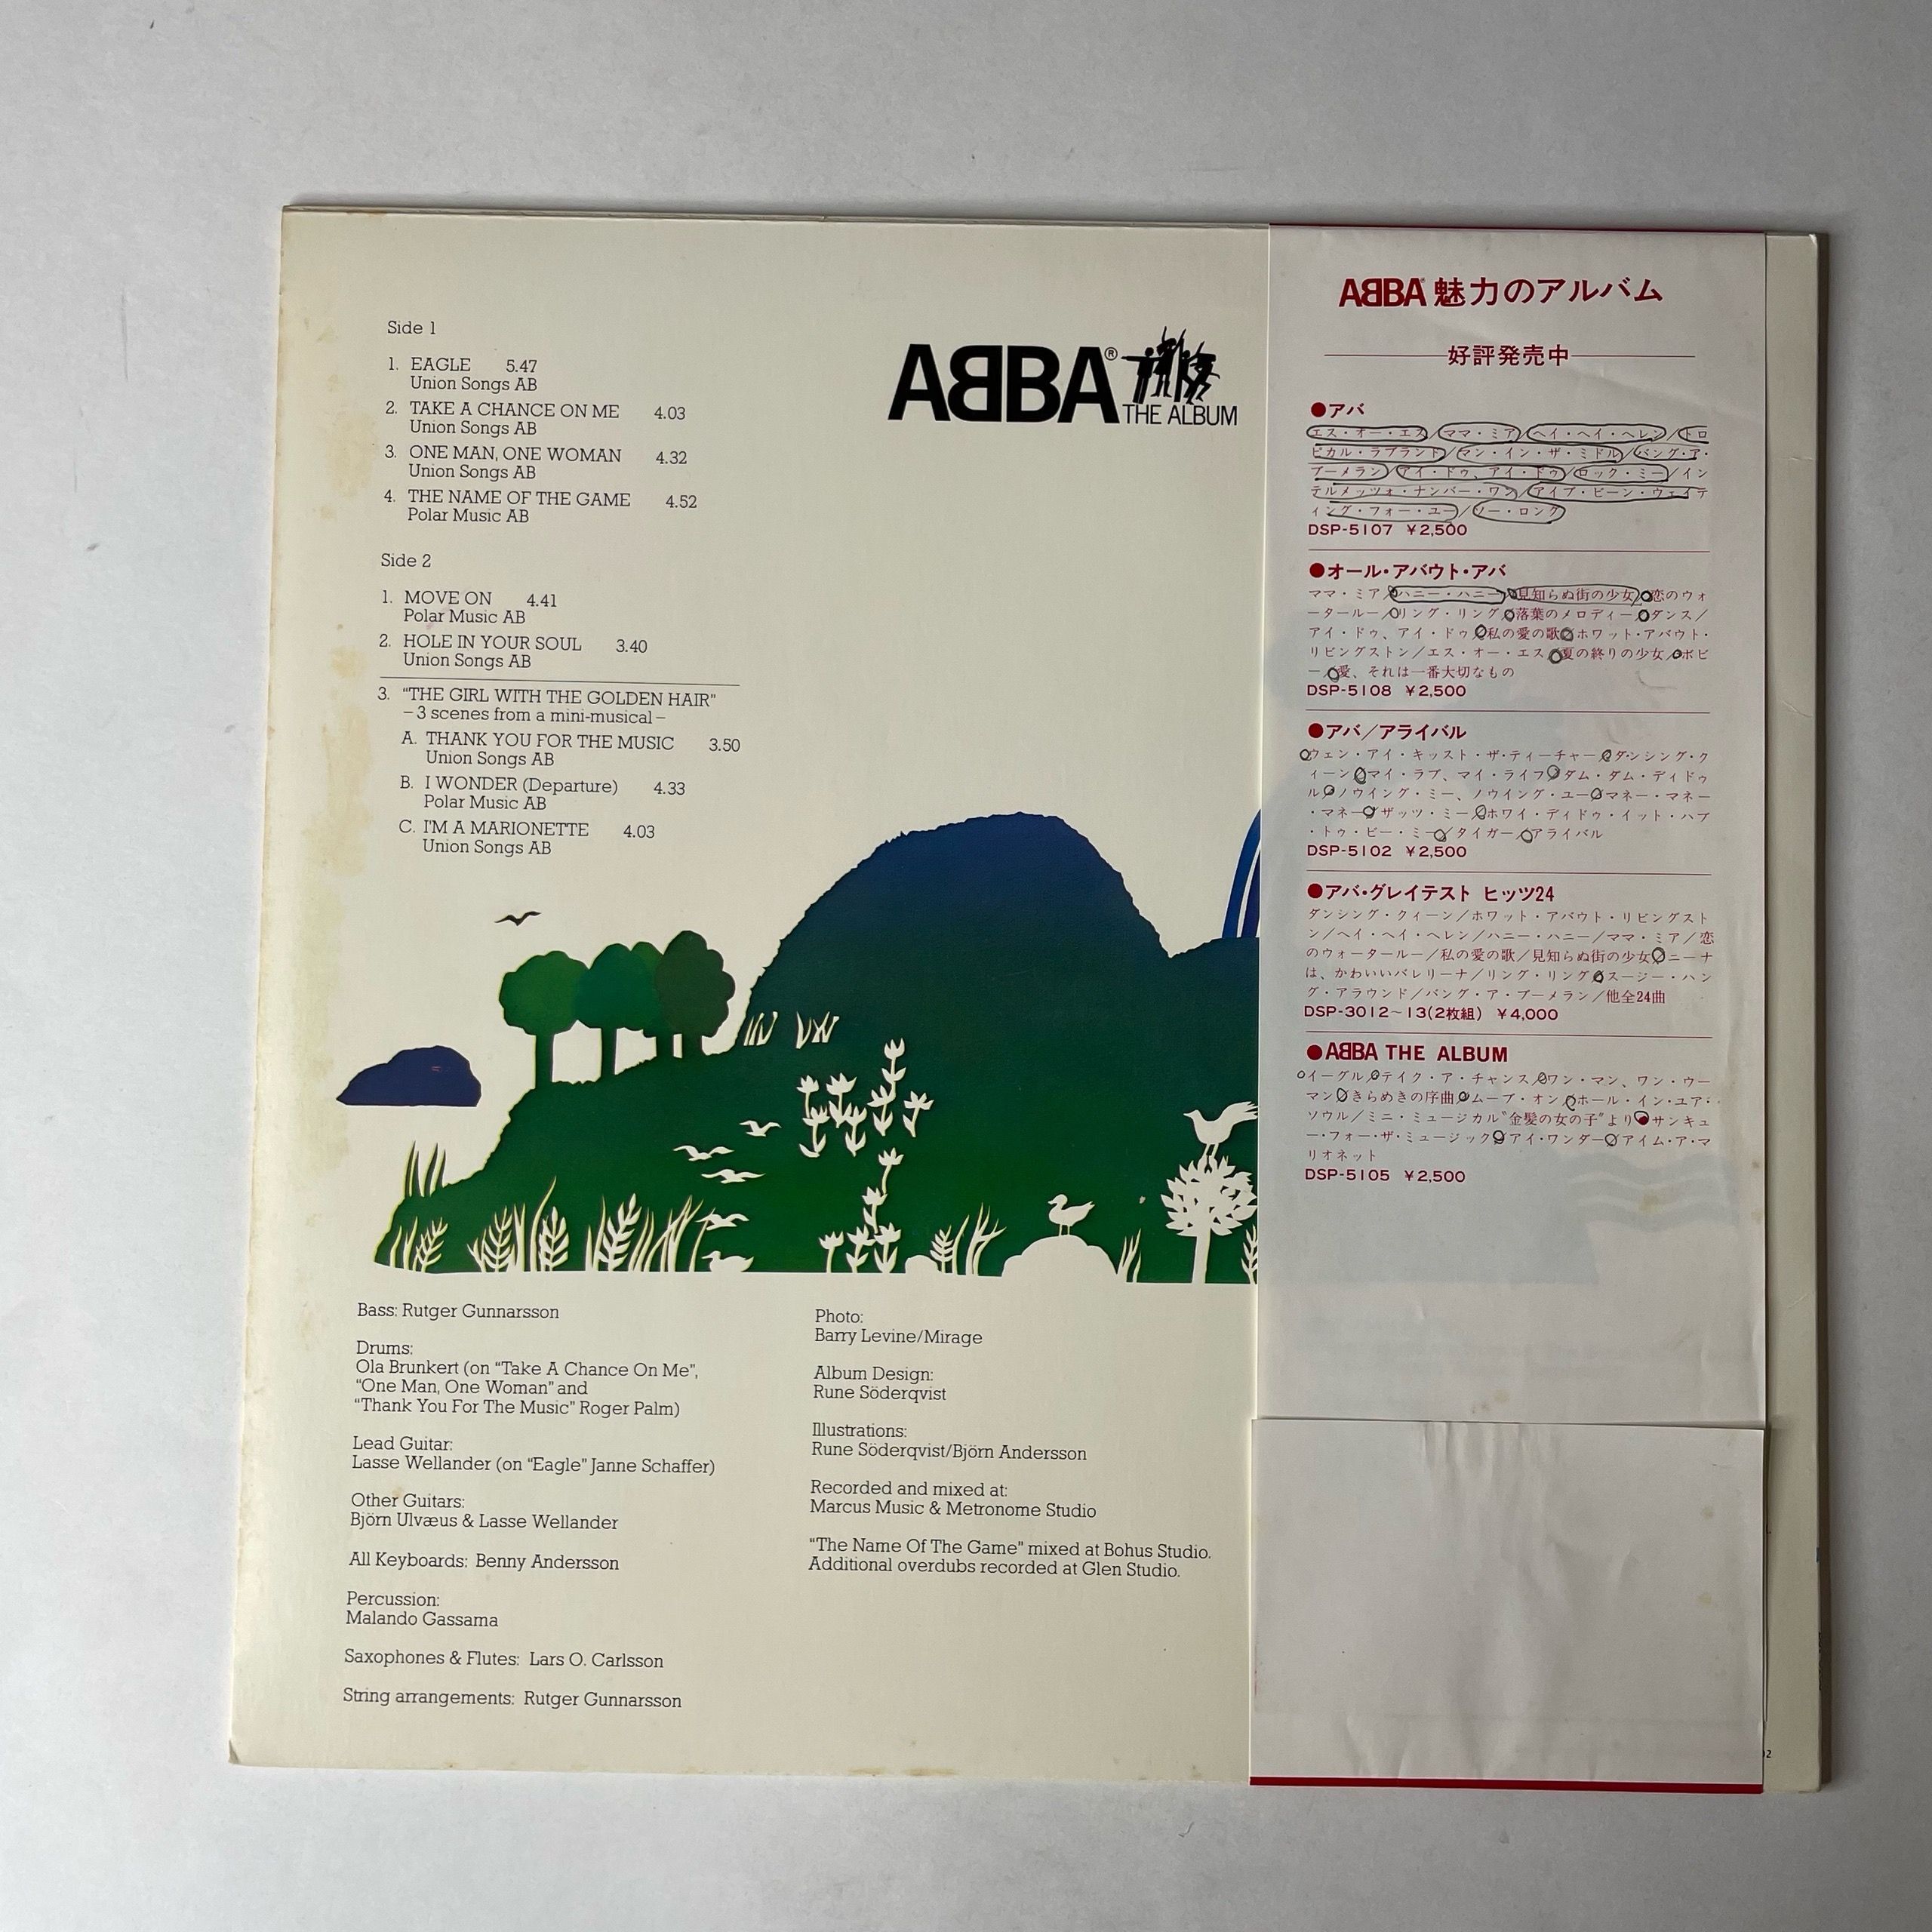 Side 1
1. EAGLE 5.47
Union Songs AB
2. TAKE A CHANCE ON ME 4.03
Union Songs AB
3. ONE MAN, ONE WOMAN 4.32
Union Songs AB
4. THE NAME OF THE GAME 4.52
Polar Music AB
Side 2
1. MOVE ON 4.41
Polar Music AB
2. HOLE IN YOUR SOUL 3.40
Union Songs AB
3. “THE GIRL WITH THE GOLDEN HAIR”
–3 scenes from a mini-musical–
A. THANK YOU FOR THE MUSIC 3.50
Union Songs AB
B. I WONDER (Departure) 4.33
Polar Music AB
C. I'M A MARIONETTE 4.03
Union Songs AB
ABBA®
THE ALBUM
Bass: Rutger Gunnarsson
Drums:
Ola Brunkert (on “Take A Chance On Me”,
“One Man, One Woman” and
“Thank You For The Music” Roger Palm)
Lead Guitar:
Lasse Wellander (on “Eagle” Janne Schaffer)
Other Guitars:
Björn Ulvæus & Lasse Wellander
All Keyboards: Benny Andersson
Percussion:
Malando Gassama
Saxophones & Flutes: Lars O. Carlsson
String arrangements: Rutger Gunnarsson
Photo:
Barry Levine/Mirage
Album Design:
Rune Söderqvist
Illustrations:
Rune Söderqvist/Björn Andersson
Recorded and mixed at:
Marcus Music & Metronome Studio
“The Name Of The Game” mixed at Bohus Studio.
Additional overdubs recorded at Glen Studio.
ABBA 魅力のアルバム
好評発売中
●アバ
エス・オー・エス/ママ・ミア/ヘイ・ヘイ・ヘレン/トロ
ピカル・ラブランド/マン・イン・ザ・ミドル/バング・ア・
ブーメラン/アイ・ドゥ、アイ・ドゥ/ロック・ミー/イン
テルメッツォ・ナンバー・ワン/アイブ・ビーン・ウェイテ
ィング・フォー・ユー/ソー・ロング
DSP-5107 ¥2,500
●オール・アバウト・アバ
ママ・ミア/ハニー・ハニー/見知らぬ街の少女/恋のウォ
ータールー/リング・リング/落葉のメロディー/ダンス/
アイ・ドゥ、アイ・ドゥ/私の愛の歌/ホワット・アバウト・
リビングストン/エス・オー・エス/夏の終りの少女/ボビ
ー/愛、それは一番大切なもの
DSP-5108 ¥2,500
●アバ/アライバル
ウェン・アイ・キッスト・ザ・ティーチャー/ダンシング・ク
ィーン/マイ・ラブ、マイ・ライフ/ダム・ダム・ディドゥ
ル/ノウイング・ミー、ノウイング・ユー/マネー・マネー
・マネー/ザッツ・ミー/ホワイ・ディドゥ・イット・ハブ
・トゥ・ビー・ミー/タイガー/アライバル
DSP-5102 ¥2,500
●アバ・グレイテスト ヒッツ24
ダンシング・クィーン/ホワット・アバウト・リビングスト
ン/ヘイ・ヘイ・ヘレン/ハニー・ハニー/ママ・ミア/恋
のウォータールー/私の愛の歌/見知らぬ街の少女/ニーナ
は、かわいいバレリーナ/リング・リング/スージー・ハン
グ・アラウンド/バング・ア・ブーメラン/他全24曲
DSP-3012~13(2枚組) ¥4,000
●ABBA THE ALBUM
イーグル/テイク・ア・チャンス/ワン・マン、ワン・ウー
マン/きらめきの序曲/ムーブ・オン/ホール・イン・ユア・
ソウル/ミニ・ミュージカル“金髪の女の子”より/サンキュ
ー・フォー・ザ・ミュージック/アイ・ワンダー/アイム・ア・マ
リオネット
DSP-5105 ¥2,500